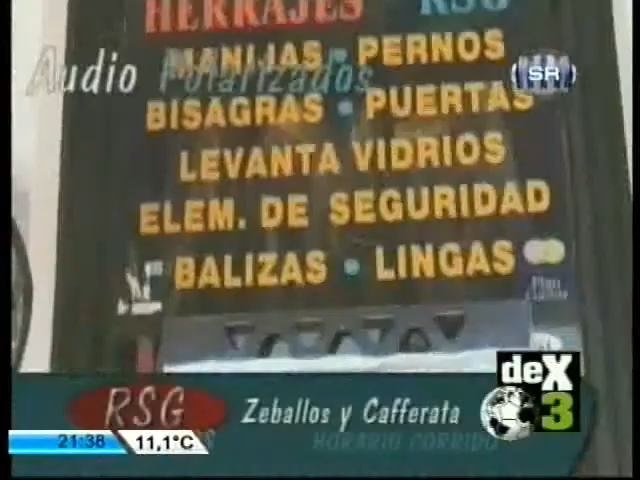 HERRAJES RSG
Audio Polarizados
MANIJAS · PERNOS
SR
BISAGRAS · PUERTAS
LEVANTA VIDRIOS
ELEM. DE SEGURIDAD
BALIZAS · LINGAS
deX
3
RSG
Zeballos y Cafferata
HORARIO CORRIDO
21:38
11,1°C